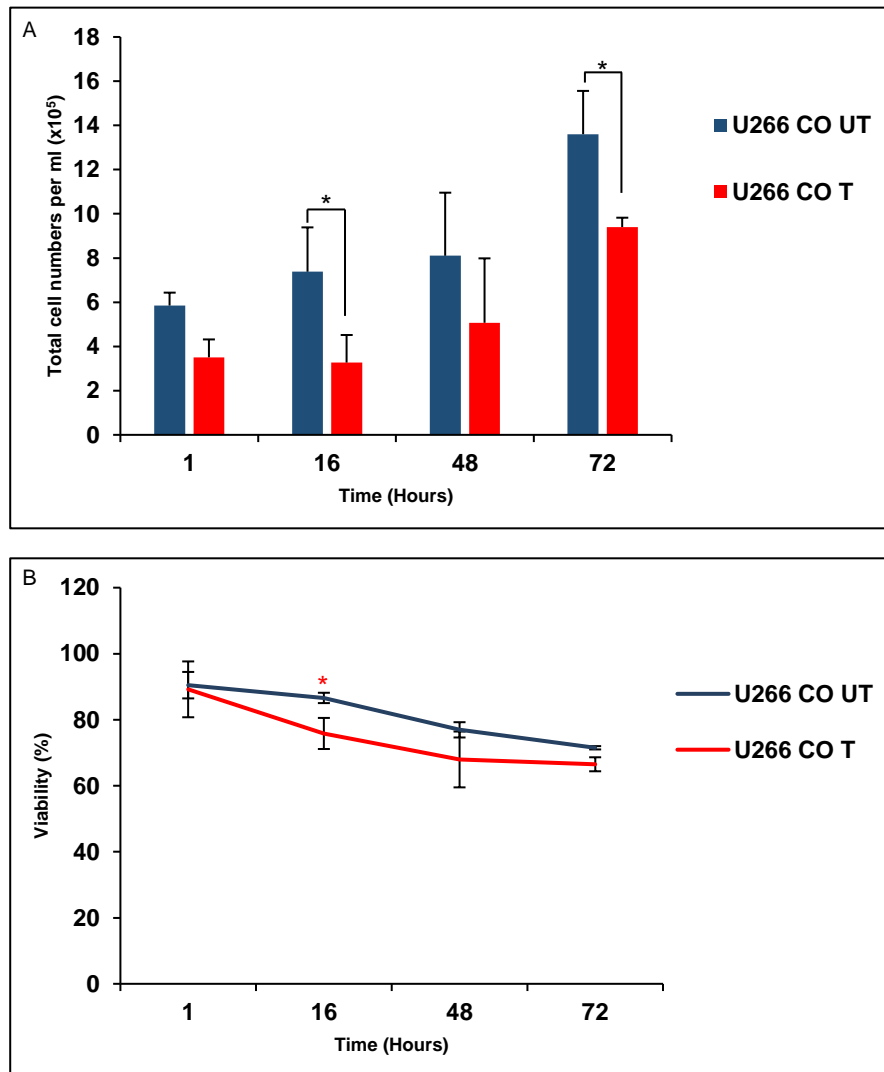 A
Total cell numbers per ml (x10⁵)
18
16
14
12
10
8
6
4
2
0
*
*
1 16 48 72
Time (Hours)
U266 CO UT
U266 CO T
B
Viability (%)
120
100
80
60
40
20
0
*
1 16 48 72
Time (Hours)
U266 CO UT
U266 CO T